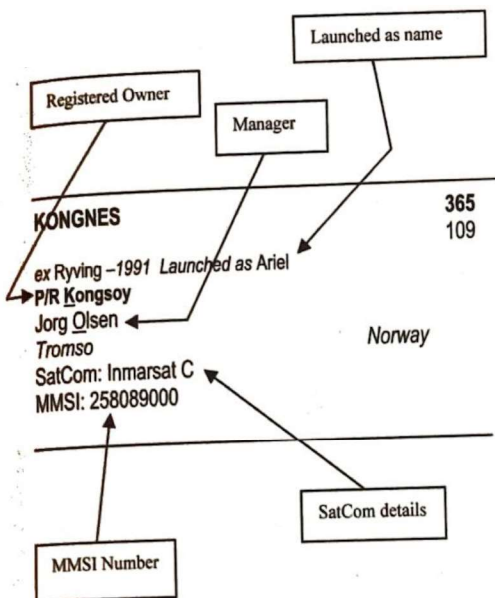 Launched as name
Registered Owner
Manager
KONGNES 365
109
ex Ryving –1991 Launched as Ariel
P/R Kongsoy
Jorg Olsen
Tromso Norway
SatCom: Inmarsat C
MMSI: 258089000
SatCom details
MMSI Number